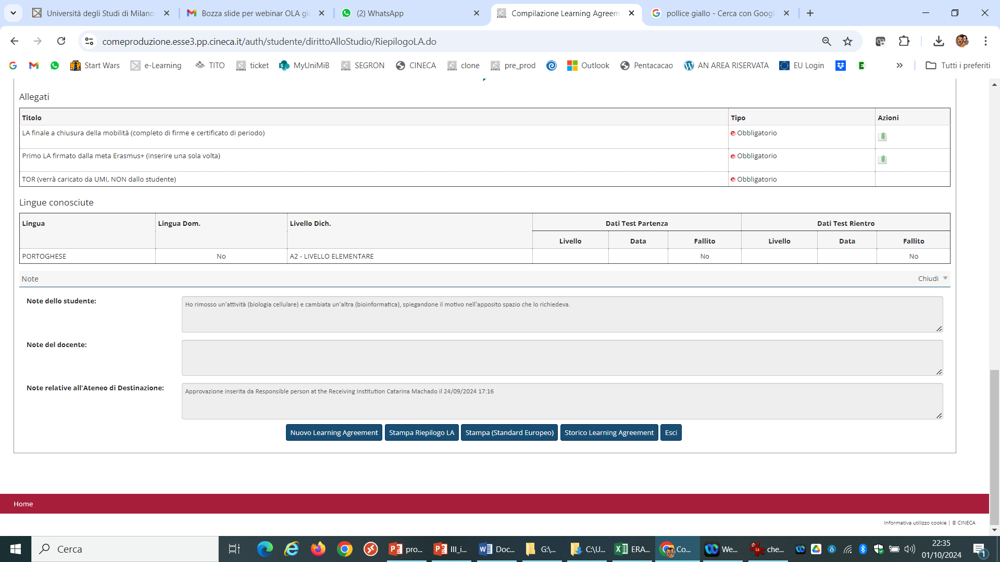 Università degli Studi di Milano
Bozza slide per webinar OLA gio
(2) WhatsApp
Compilazione Learning Agreem
pollice giallo - Cerca con Googl
comeproduzione.esse3.pp.cineca.it/auth/studente/dirittoAlloStudio/RiepilogoLA.do
Start Wars
e-Learning
TITO
ticket
MyUniMiB
SEGRON
CINECA
clone
pre_prod
Outlook
Pentacacao
AN AREA RISERVATA
EU Login
Tutti i preferiti
Allegati
Titolo Tipo Azioni
LA finale a chiusura della mobilità (completo di firme e certificato di periodo) Obbligatorio
Primo LA firmato dalla meta Erasmus+ (inserire una sola volta) Obbligatorio
TOR (verrà caricato da UMI, NON dallo studente) Obbligatorio
Lingue conosciute
Lingua Lingua Dom. Livello Dich. Dati Test Partenza Dati Test Rientro
Livello Data Fallito Livello Data Fallito
PORTOGHESE No A2 - LIVELLO ELEMENTARE No No
Note Chiudi
Note dello studente:
Ho rimosso un'attività (biologia cellulare) e cambiata un'altra (bioinformatica), spiegandone il motivo nell'apposito spazio che lo richiedeva.
Note del docente:
Note relative all'Ateneo di Destinazione:
Approvazione inserita da Responsible person at the Receiving Institution Catarina Machado il 24/09/2024 17:16
Nuovo Learning Agreement
Stampa Riepilogo LA
Stampa (Standard Europeo)
Storico Learning Agreement
Esci
Home
Informativa utilizzo cookie | © CINECA
Cerca
pro...
III_i...
Doc...
G:\...
C:\U...
ERA...
Co...
We...
che...
22:35
01/10/2024
1